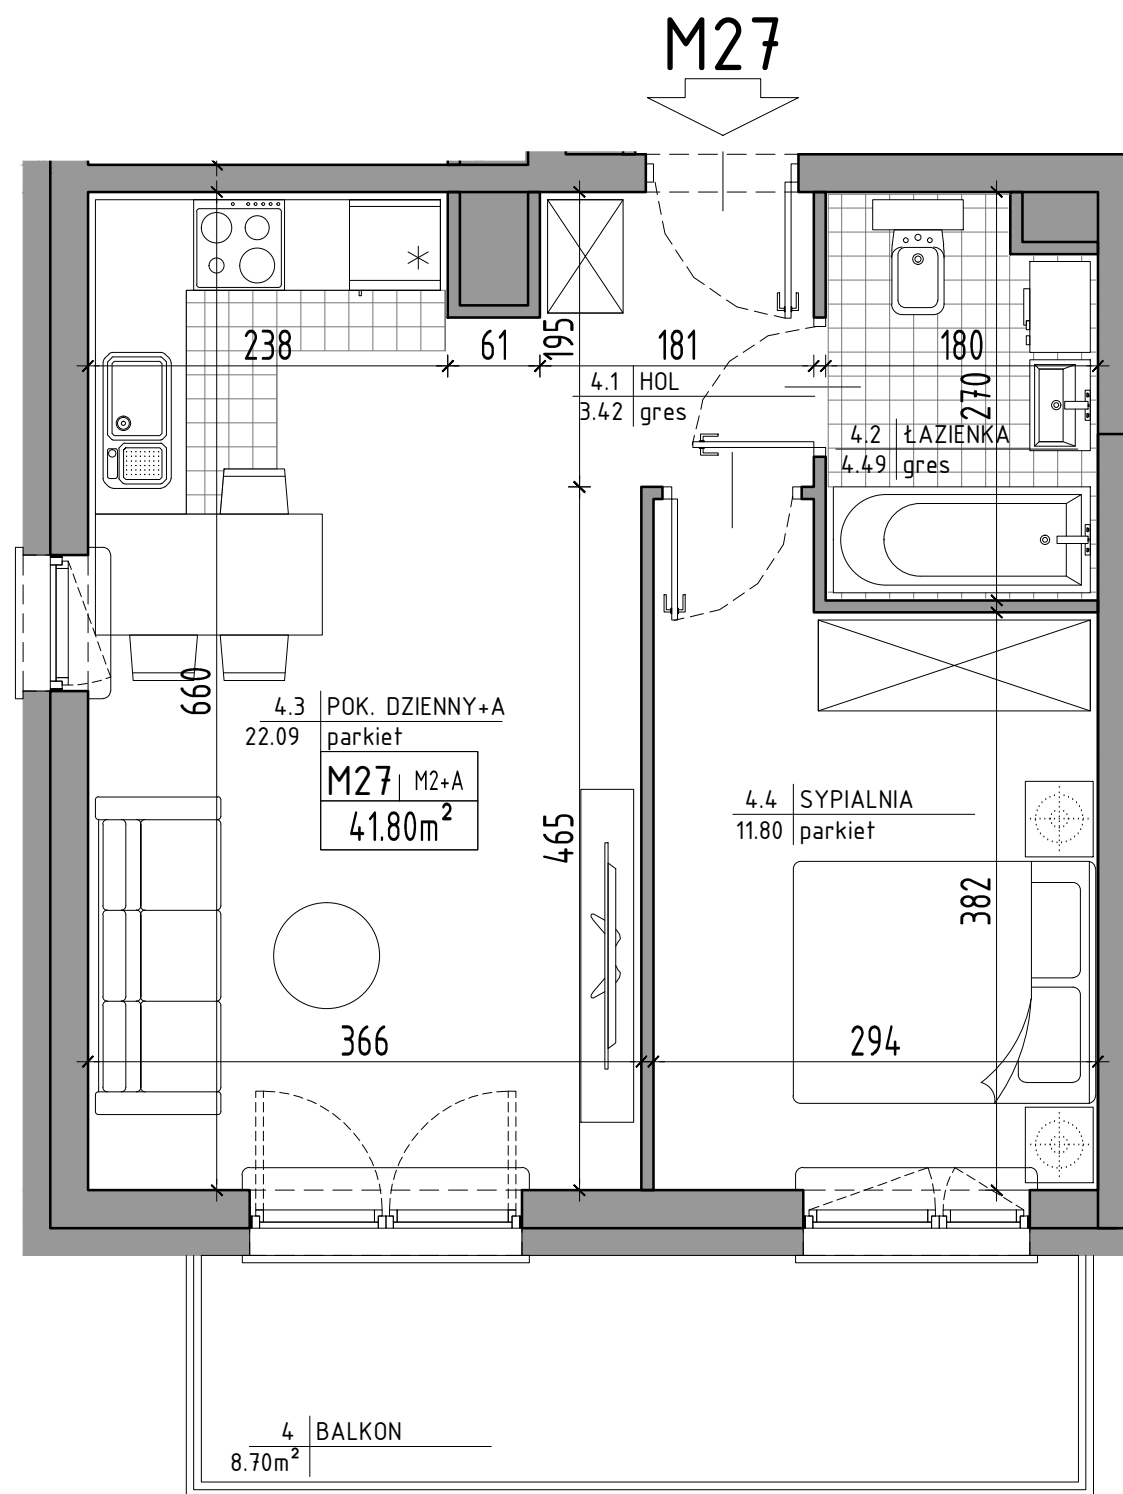 M27
238
61
195
181
180
270
4.1 HOL
3.42 gres
4.2 ŁAZIENKA
4.49 gres
660
4.3 POK. DZIENNY+A
22.09 parkiet
M27 M2+A
41.80m²
465
4.4 SYPIALNIA
11.80 parkiet
382
366
294
4 BALKON
8.70m²